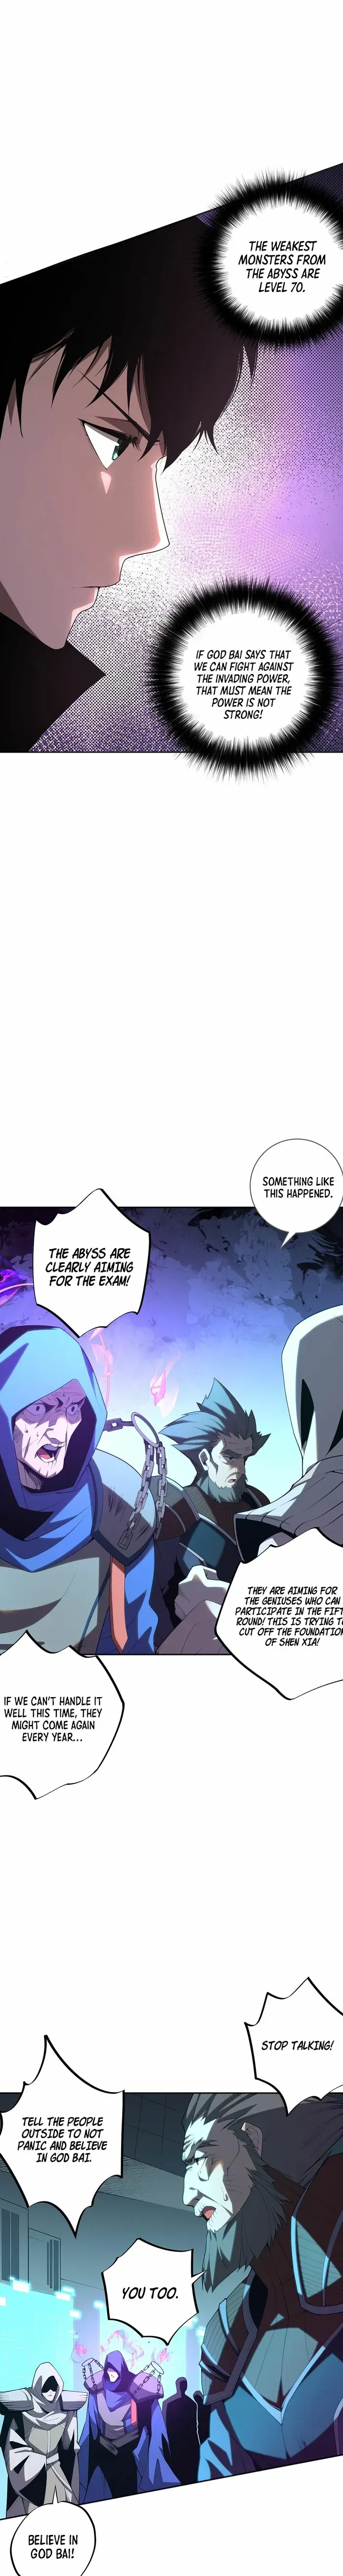 THE WEAKEST
MONSTERS FROM
THE ABYSS ARE
LEVEL 70.
IF GOD BAI SAYS THAT
WE CAN FIGHT AGAINST
THE INVADING POWER,
THAT MUST MEAN THE
POWER IS NOT
STRONG!
SOMETHING LIKE
THIS HAPPENED.
THE ABYSS ARE
CLEARLY AIMING
FOR THE EXAM!
THEY ARE AIMING FOR
THE GENIUSES WHO CAN
PARTICIPATE IN THE FIFT
ROUND! THIS IS TRYING T
CUT OFF THE FOUNDATION
OF SHEN XIA!
IF WE CAN'T HANDLE IT
WELL THIS TIME, THEY
MIGHT COME AGAIN
EVERY YEAR...
STOP TALKING!
TELL THE PEOPLE
OUTSIDE TO NOT
PANIC AND BELIEVE
IN GOD BAI.
YOU TOO.
BELIEVE IN
GOD BAI!